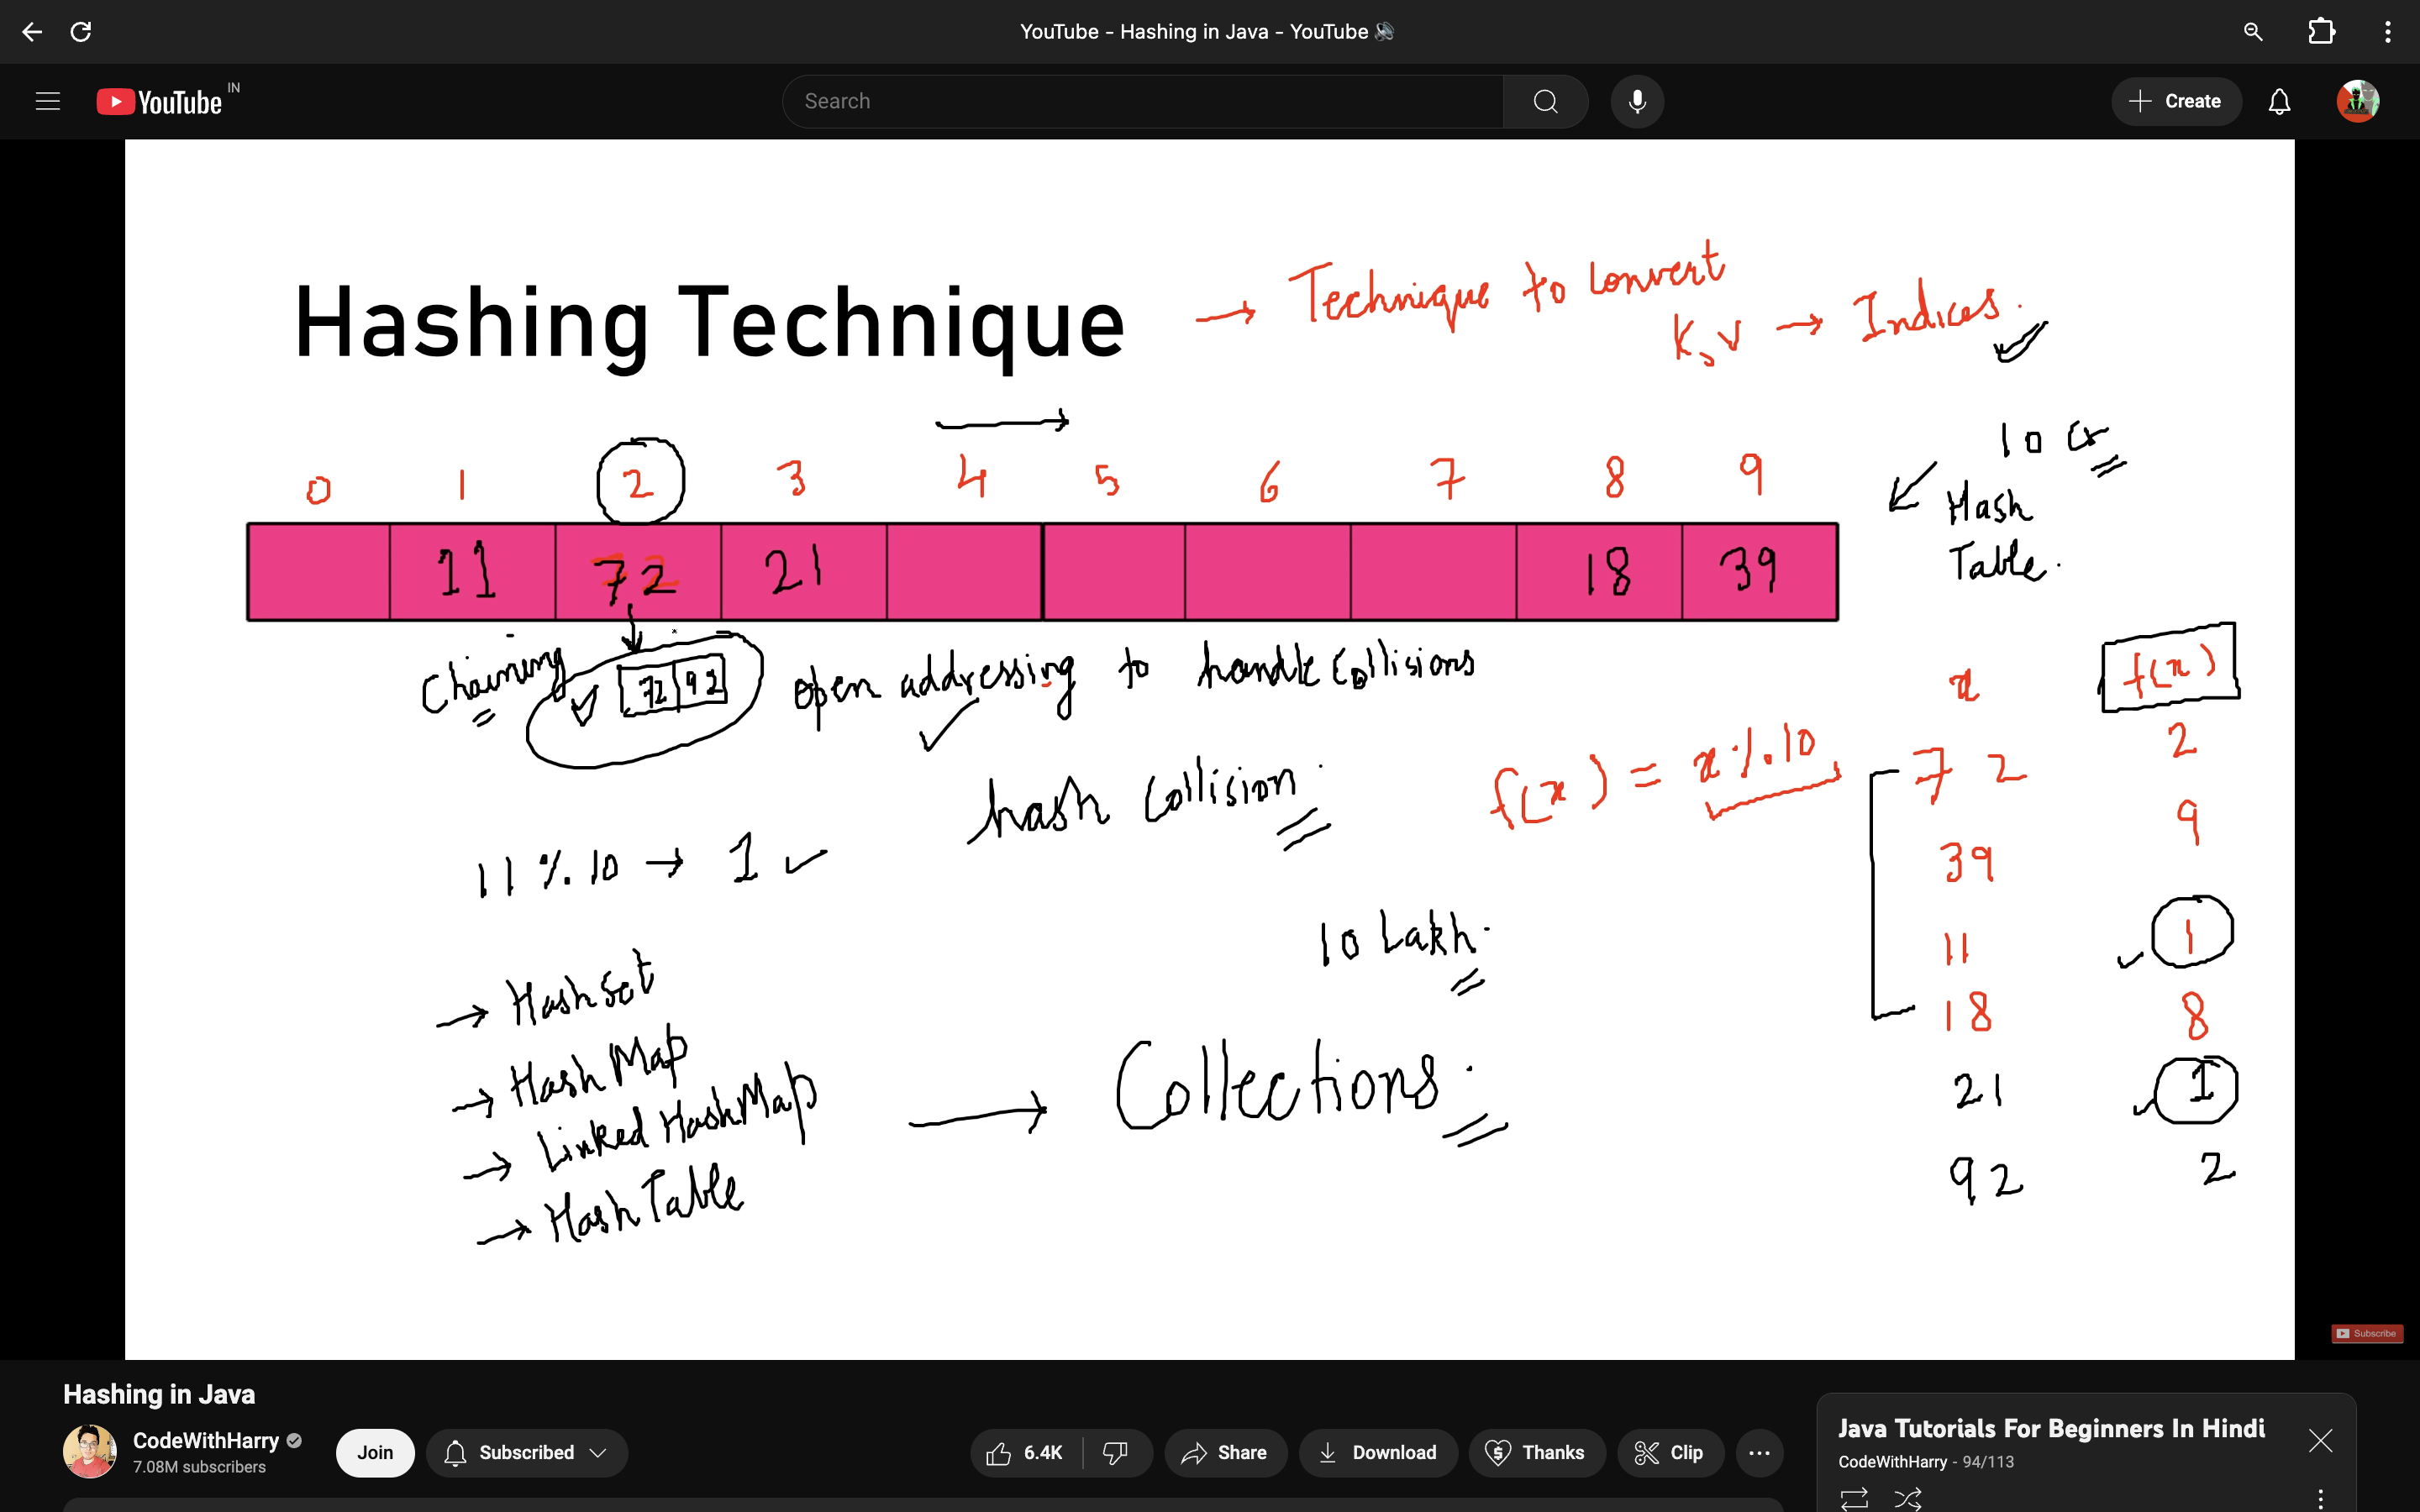 YouTube - Hashing in Java - YouTube
YouTube IN
Search
Create
Hashing Technique
→ Technique to convert
K,V → Indices.
10 Cr
Hash
Table.
0 1 2 3 4 5 6 7 8 9
11 72 21 18 39
Chaining
72 92
open addressing to handle collisions
x f(x)
72 2
39 9
11 1
18 8
21 1
92 2
f(x) = x%10
hash collision.
11 % 10 → 1
10 Lakh.
→ HashSet
→ HashMap
→ LinkedHashMap
→ HashTable
→ Collections.
Subscribe
Hashing in Java
CodeWithHarry
7.08M subscribers
Join
Subscribed
6.4K
Share
Download
Thanks
Clip
Java Tutorials For Beginners In Hindi
CodeWithHarry - 94/113